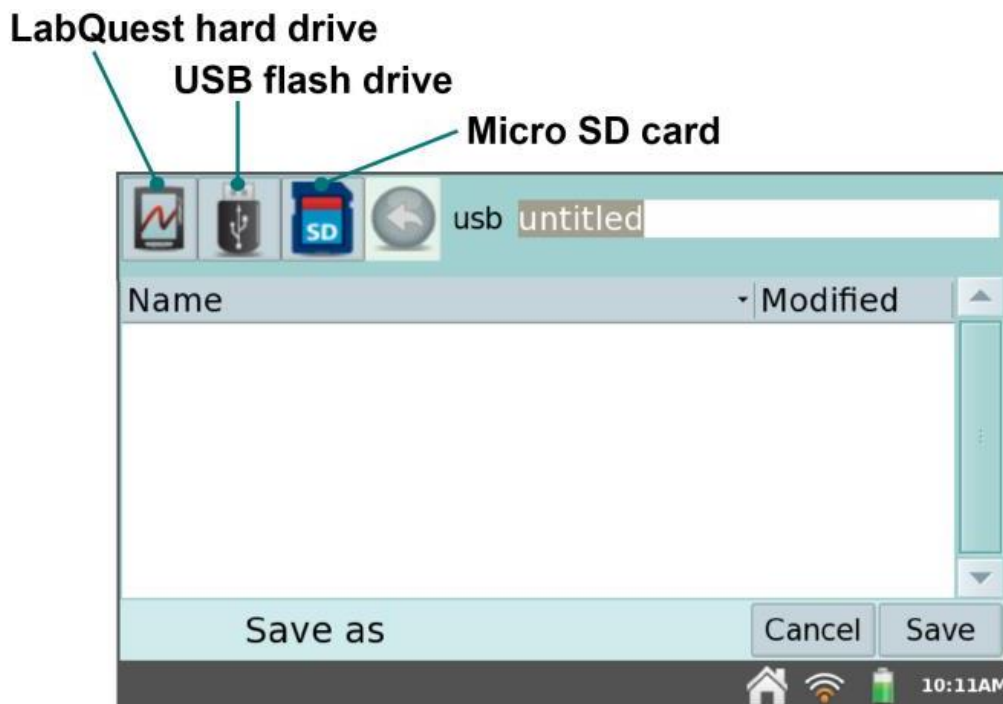 LabQuest hard drive
USB flash drive
Micro SD card
SD
usb untitled
Name Modified
Save as Cancel Save
10:11AM